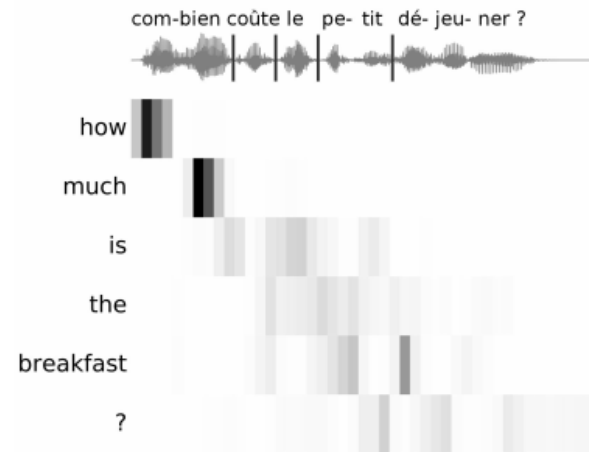 com-bien coûte le pe- tit dé- jeu- ner ?
how
much
is
the
breakfast
?